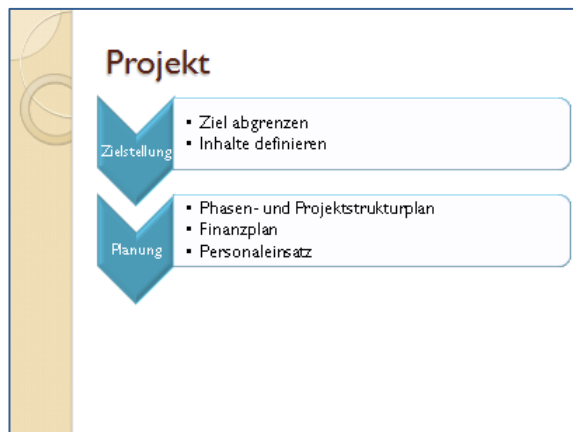 Projekt
Zielstellung
• Ziel abgrenzen
• Inhalte definieren
Planung
• Phasen- und Projektstrukturplan
• Finanzplan
• Personaleinsatz